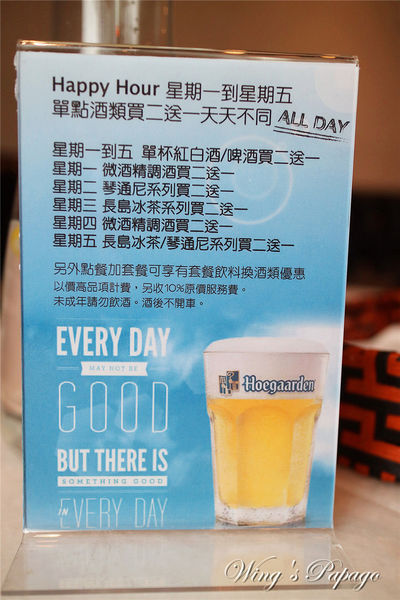 Happy Hour 星期一到星期五
單點酒類買二送一天天不同 ALL DAY
星期一到五 單杯紅白酒/啤酒買二送一
星期一 微酒精調酒買二送一
星期二 琴通尼系列買二送一
星期三 長島冰茶系列買二送一
星期四 微酒精調酒買二送一
星期五 長島冰茶/琴通尼系列買二送一
另外點餐加套餐可享有套餐飲料換酒類優惠
以價高品項計費，另收10%原價服務費。
未成年請勿飲酒。酒後不開車。
EVERY DAY
MAY NOT BE
GOOD
BUT THERE IS
SOMETHING GOOD
IN EVERY DAY
Hoegaarden
Wing's Papago